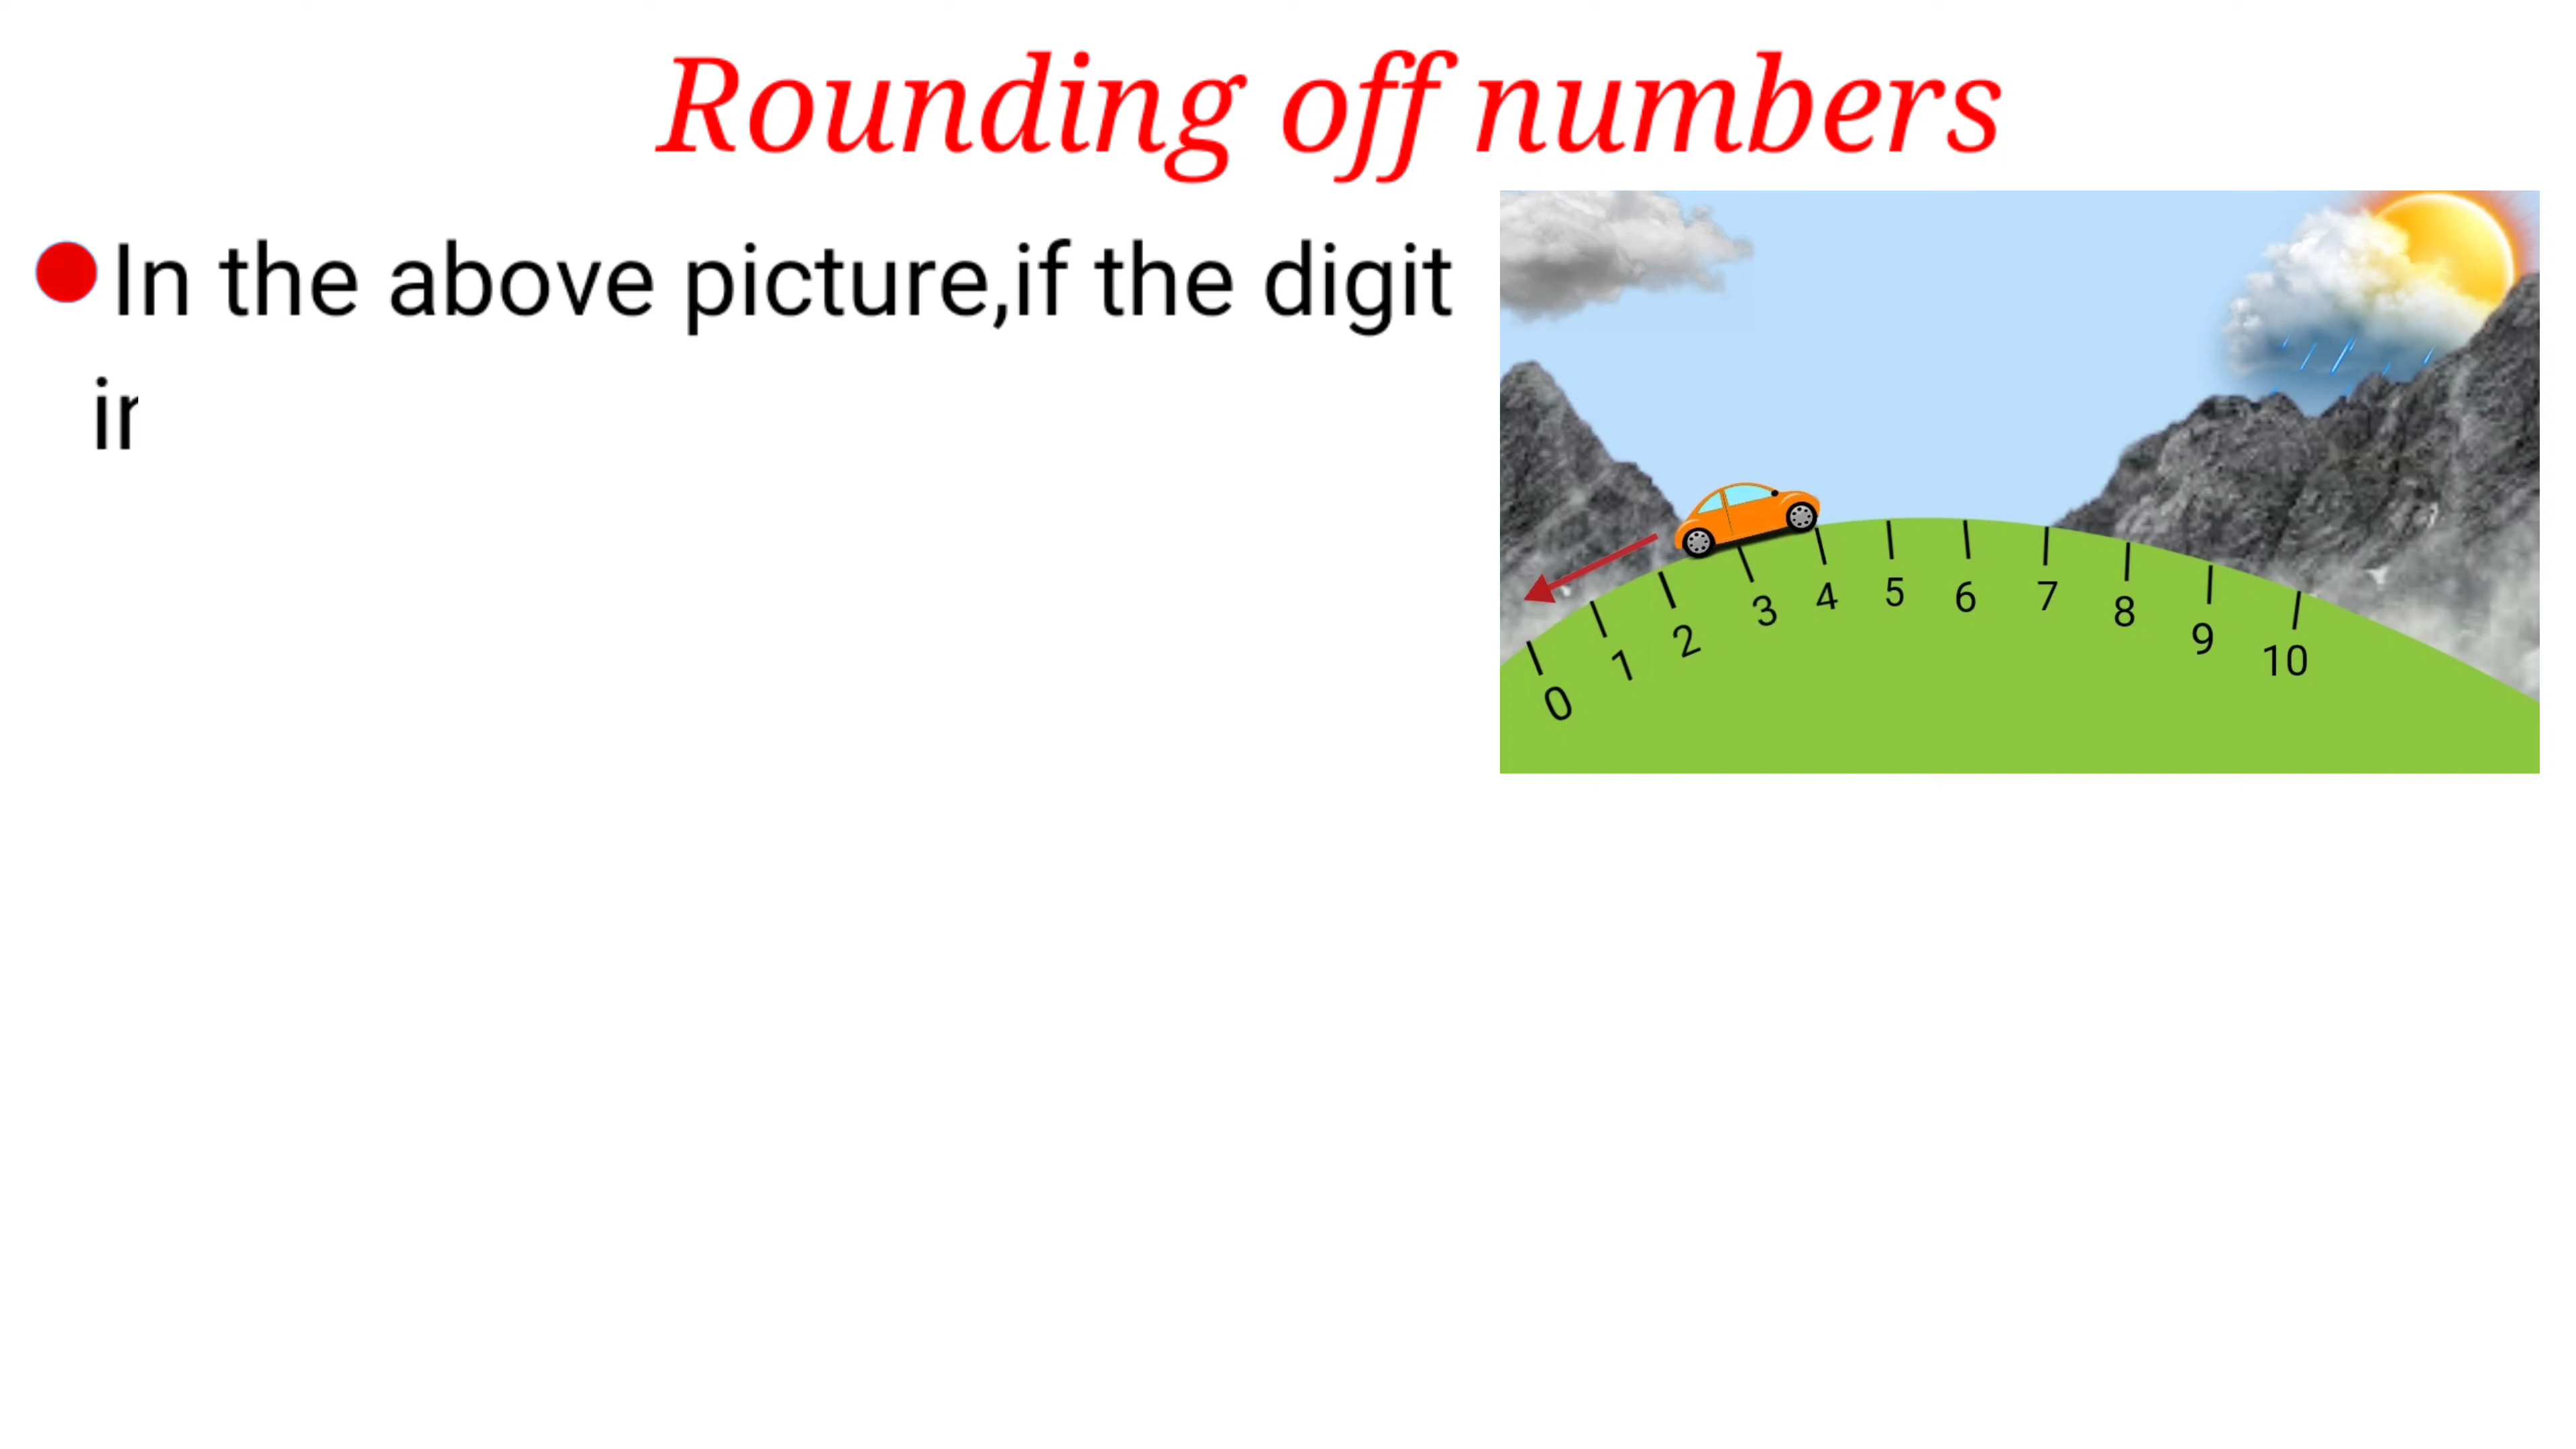 Rounding off numbers
In the above picture,if the digit
0 1 2 3 4 5 6 7 8 9 10